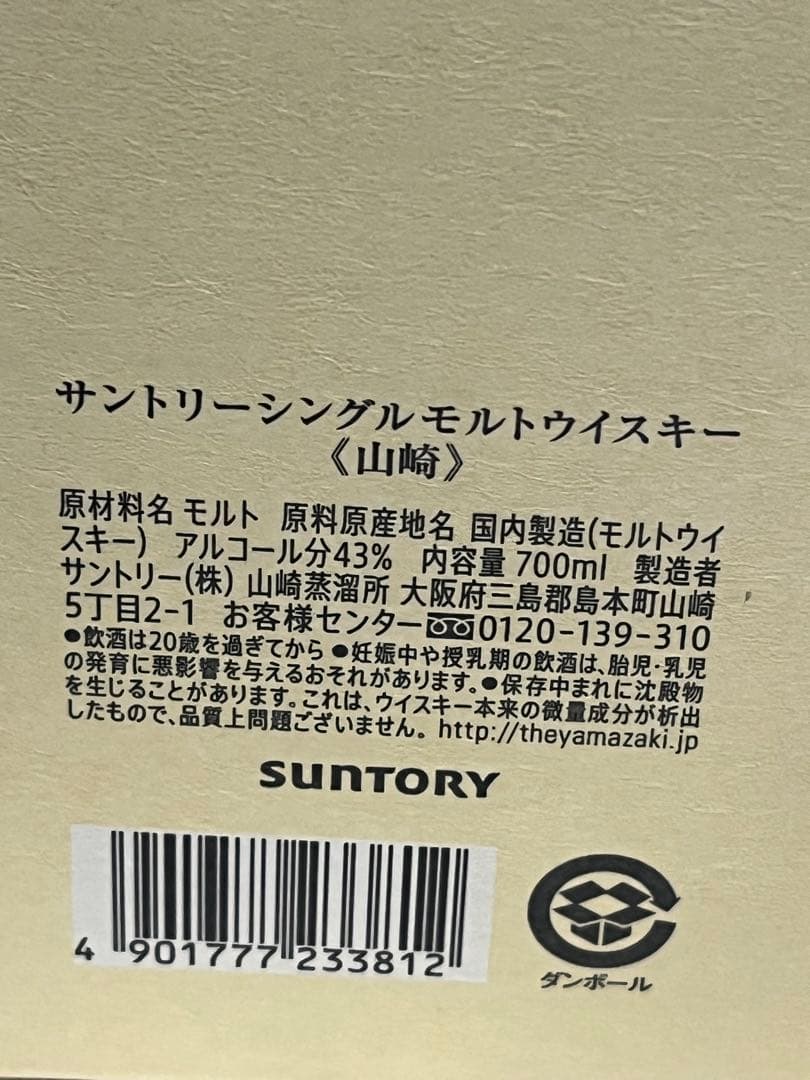 サントリーシングルモルトウイスキー
《山崎》
原材料名 モルト 原料原産地名 国内製造(モルトウイ
スキー) アルコール分43% 内容量 700ml 製造者
サントリー(株) 山崎蒸溜所 大阪府三島郡島本町山崎
5丁目2-1 お客様センター 0120-139-310
●飲酒は20歳を過ぎてから ●妊娠中や授乳期の飲酒は、胎児・乳児
の発育に悪影響を与えるおそれがあります。●保存中まれに沈殿物
を生じることがあります。これは、ウイスキー本来の微量成分が析出
したもので、品質上問題ございません。 http://theyamazaki.jp
SUNTORY
4 901777 233812
ダンボール